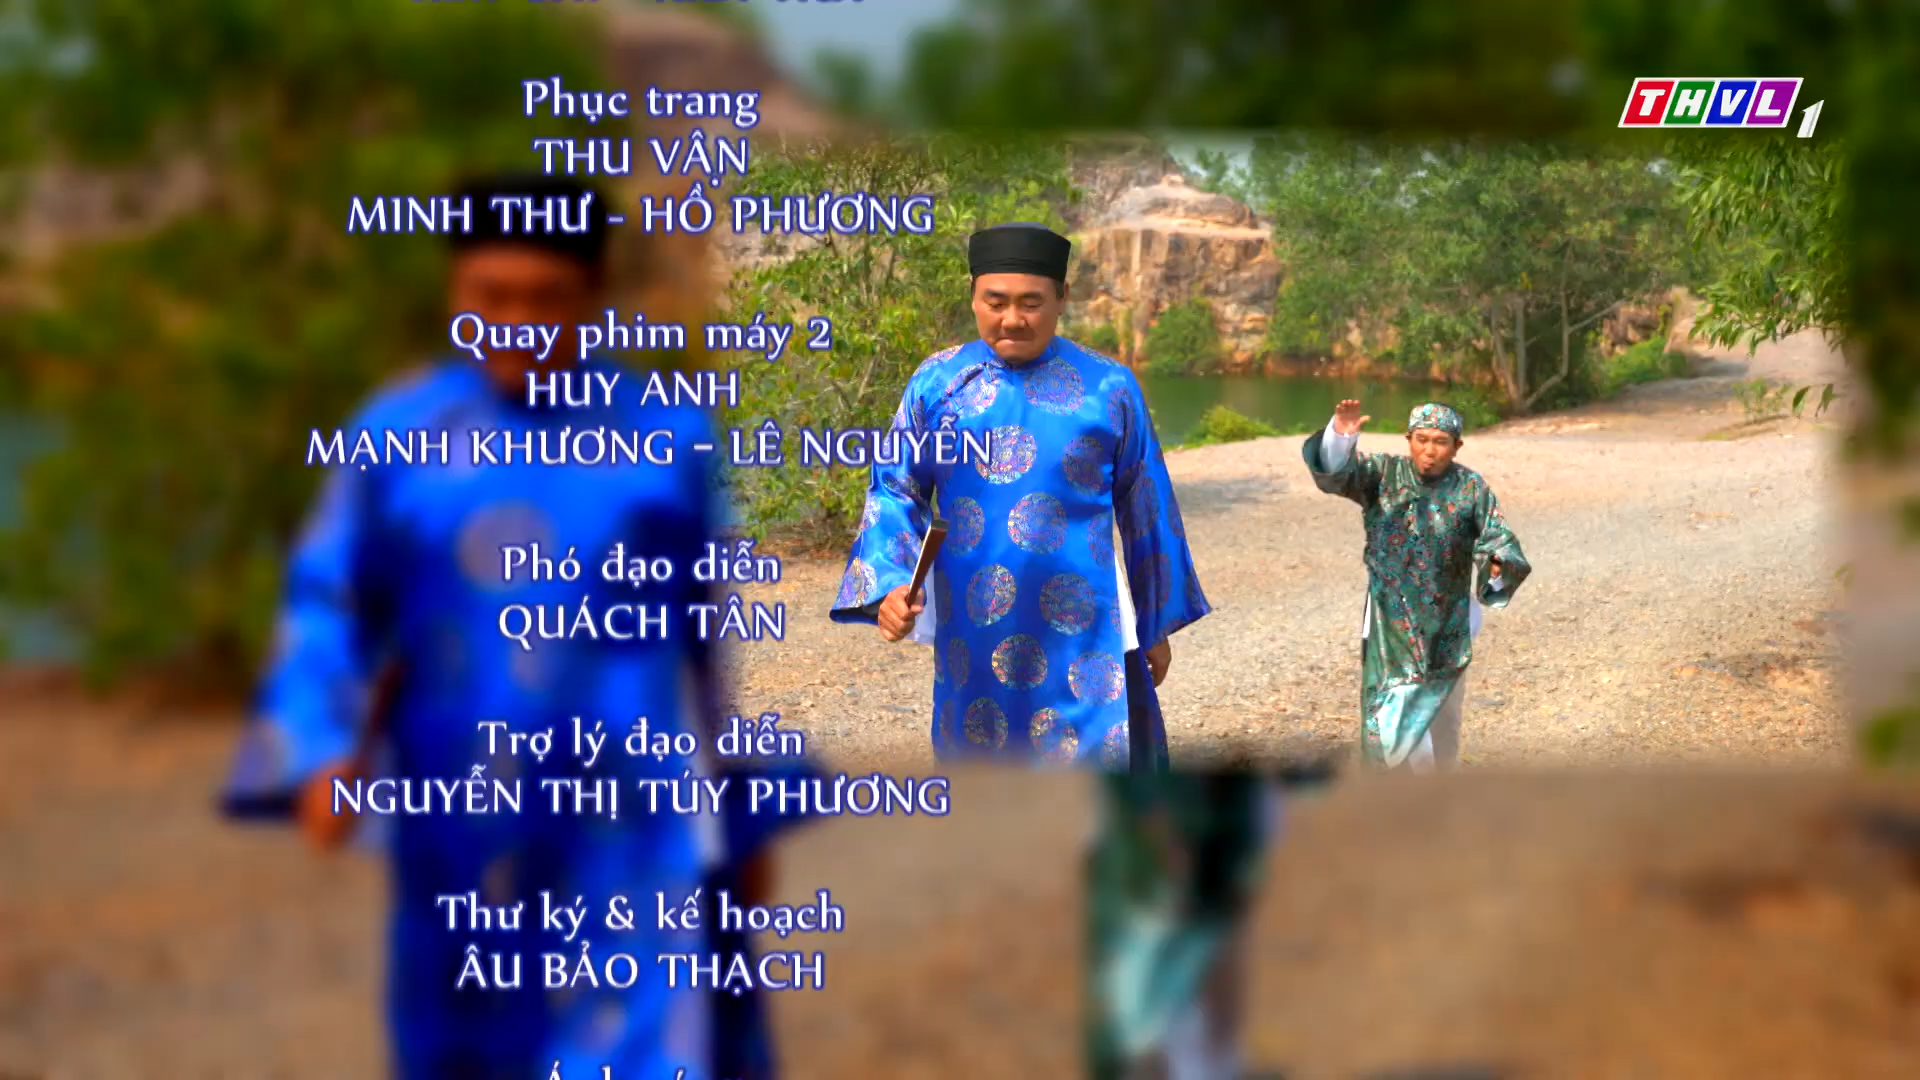 THVL1
Phục trang
THU VẬN
MINH THƯ - HỒ PHƯƠNG
Quay phim máy 2
HUY ANH
MẠNH KHƯƠNG - LÊ NGUYỄN
Phó đạo diễn
QUÁCH TÂN
Trợ lý đạo diễn
NGUYỄN THỊ TÚY PHƯƠNG
Thư ký & kế hoạch
ÂU BẢO THẠCH